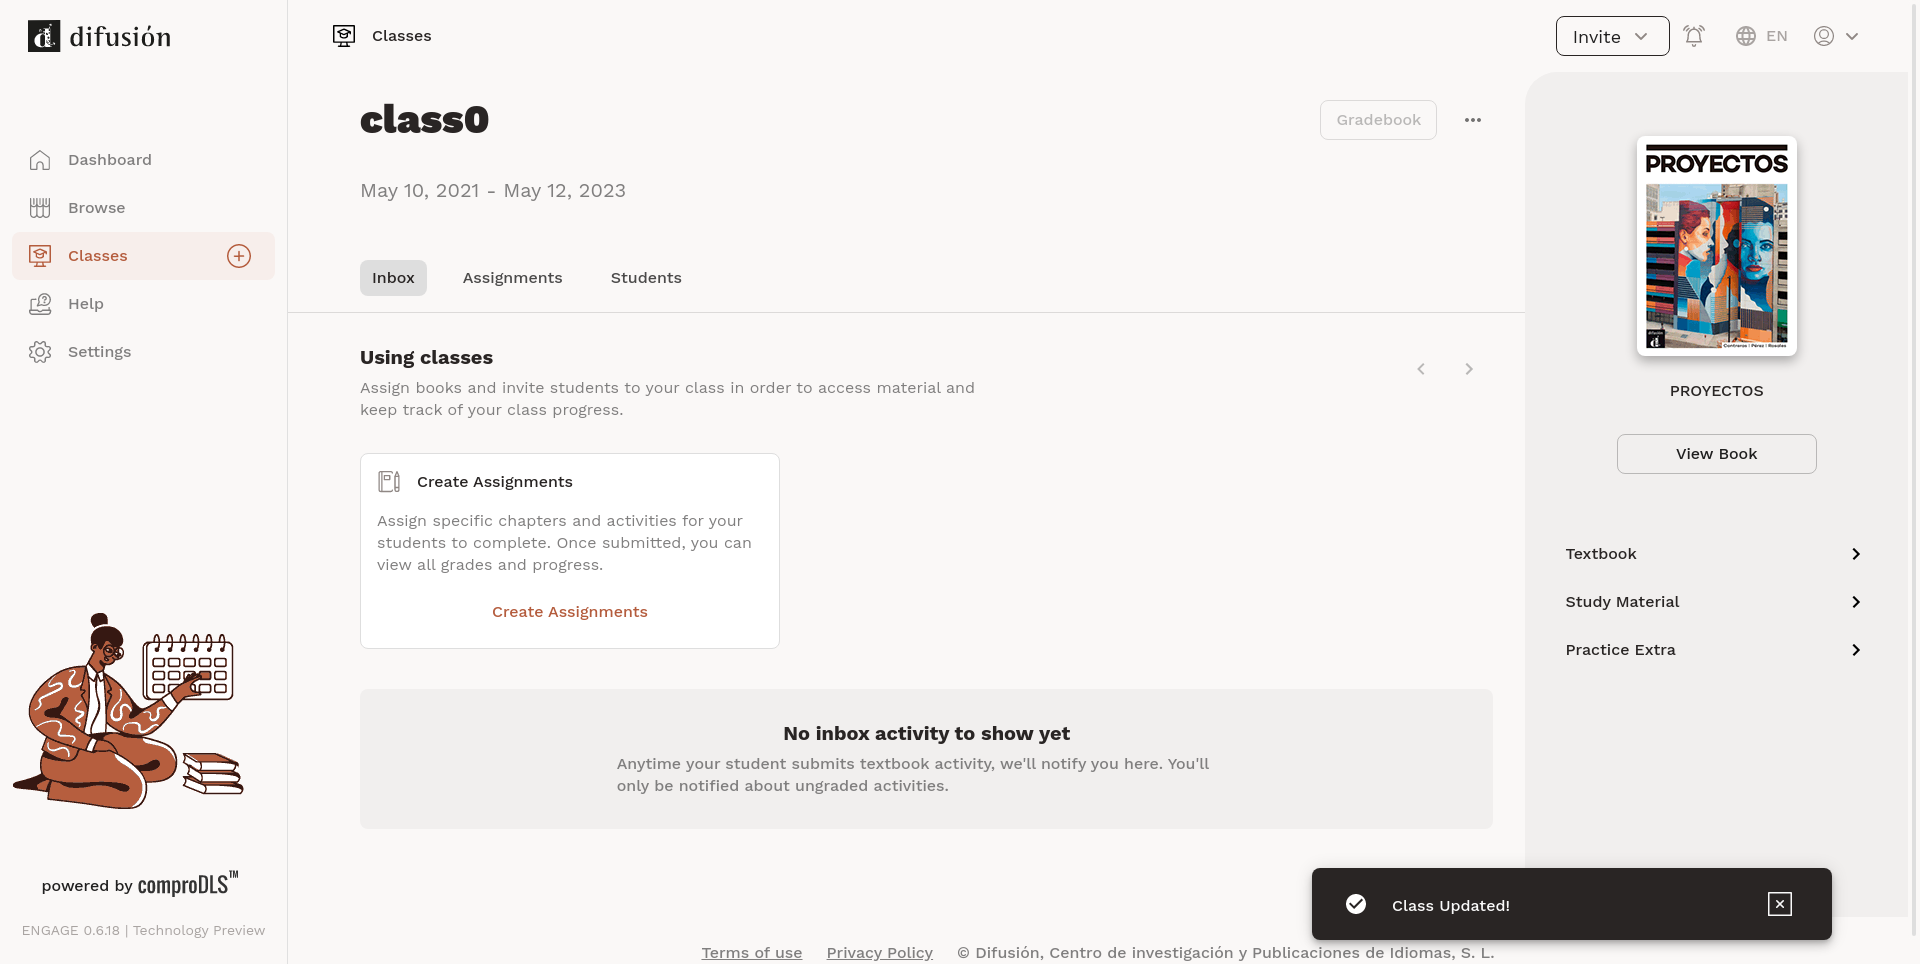 difusión
Classes
Invite
EN
Dashboard
Browse
Classes
Help
Settings
powered by comproDLS™
ENGAGE 0.6.18 | Technology Preview
class0
Gradebook
May 10, 2021 - May 12, 2023
Inbox
Assignments
Students
Using classes
Assign books and invite students to your class in order to access material and
keep track of your class progress.
Create Assignments
Assign specific chapters and activities for your
students to complete. Once submitted, you can
view all grades and progress.
Create Assignments
No inbox activity to show yet
Anytime your student submits textbook activity, we'll notify you here. You'll
only be notified about ungraded activities.
PROYECTOS
difusión
Contreras | Pérez | Rosales
PROYECTOS
View Book
Textbook
Study Material
Practice Extra
Class Updated!
Terms of use
Privacy Policy
© Difusión, Centro de investigación y Publicaciones de Idiomas, S. L.